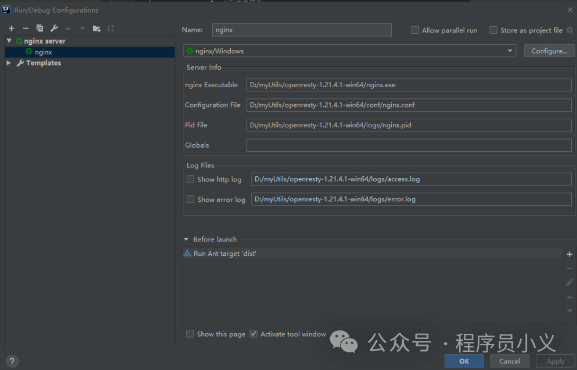 Run/Debug Configurations
Name: nginx
Allow parallel run
Store as project file
nginx server
nginx
Templates
nginx/Windows
Configure...
Server Info
nginx Executable D:/myUtils/openresty-1.21.4.1-win64/nginx.exe
Configuration File D:/myUtils/openresty-1.21.4.1-win64/conf/nginx.conf
Pid File D:/myUtils/openresty-1.21.4.1-win64/logs/nginx.pid
Globals
Log Files
Show http log D:/myUtils/openresty-1.21.4.1-win64/logs/access.log
Show error log D:/myUtils/openresty-1.21.4.1-win64/logs/error.log
Before launch
Run Ant target 'dist'
Show this page
Activate tool window
公众号 · 程序员小义
OK
Cancel
Apply